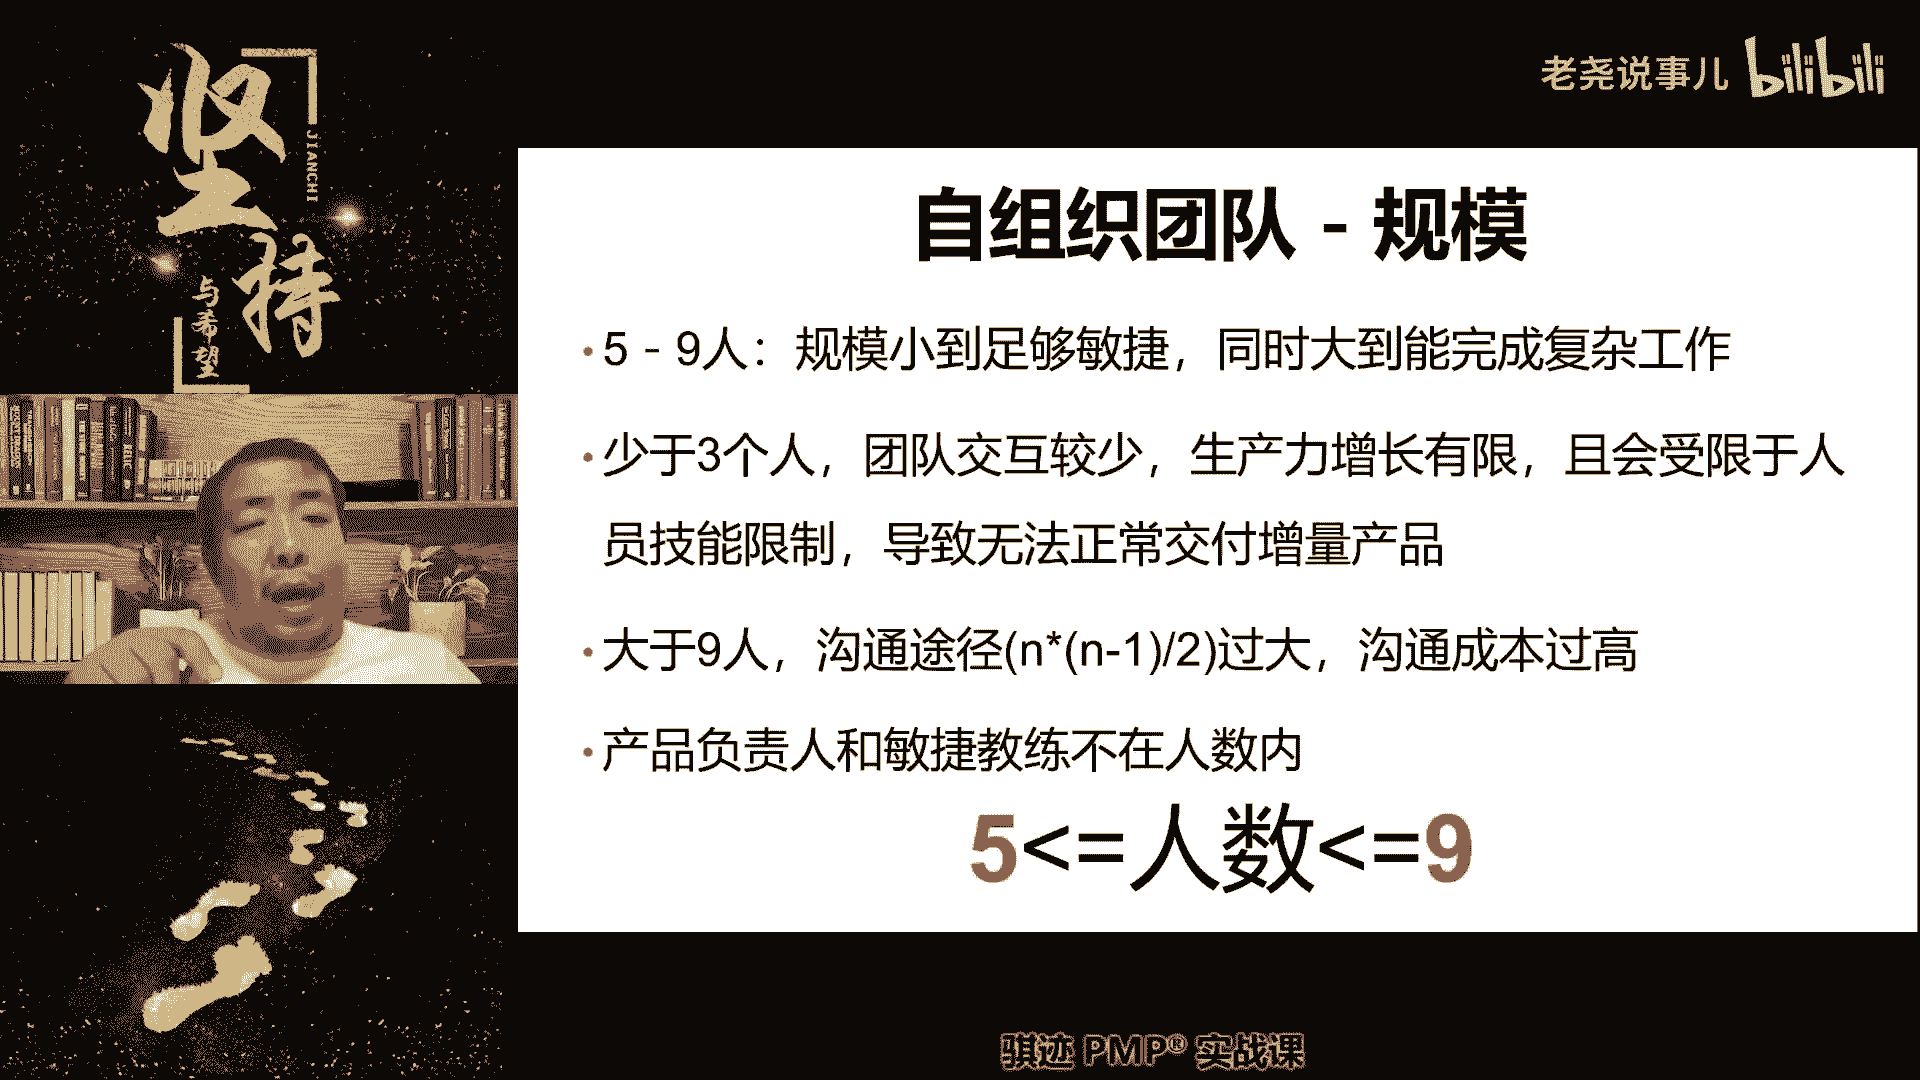 坚持
JIANCHI
与希望
老尧说事儿 bilibili
自组织团队 - 规模
• 5 - 9人：规模小到足够敏捷，同时大到能完成复杂工作
• 少于3个人，团队交互较少，生产力增长有限，且会受限于人
员技能限制，导致无法正常交付增量产品
• 大于9人，沟通途径(n*(n-1)/2)过大，沟通成本过高
• 产品负责人和敏捷教练不在人数内
5<=人数<=9
骐迹 PMP® 实战课